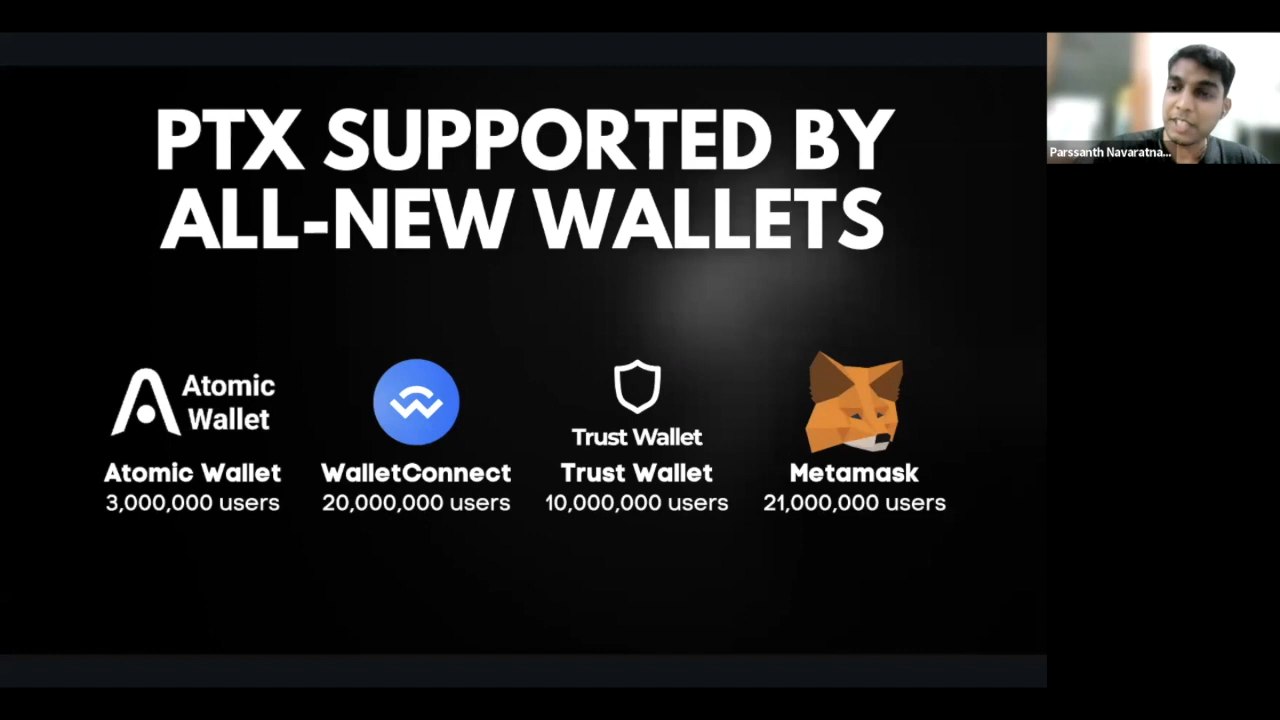 PTX SUPPORTED BY
ALL-NEW WALLETS
Parssanth Navaratna...
Atomic
Wallet
Trust Wallet
Atomic Wallet
3,000,000 users
WalletConnect
20,000,000 users
Trust Wallet
10,000,000 users
Metamask
21,000,000 users